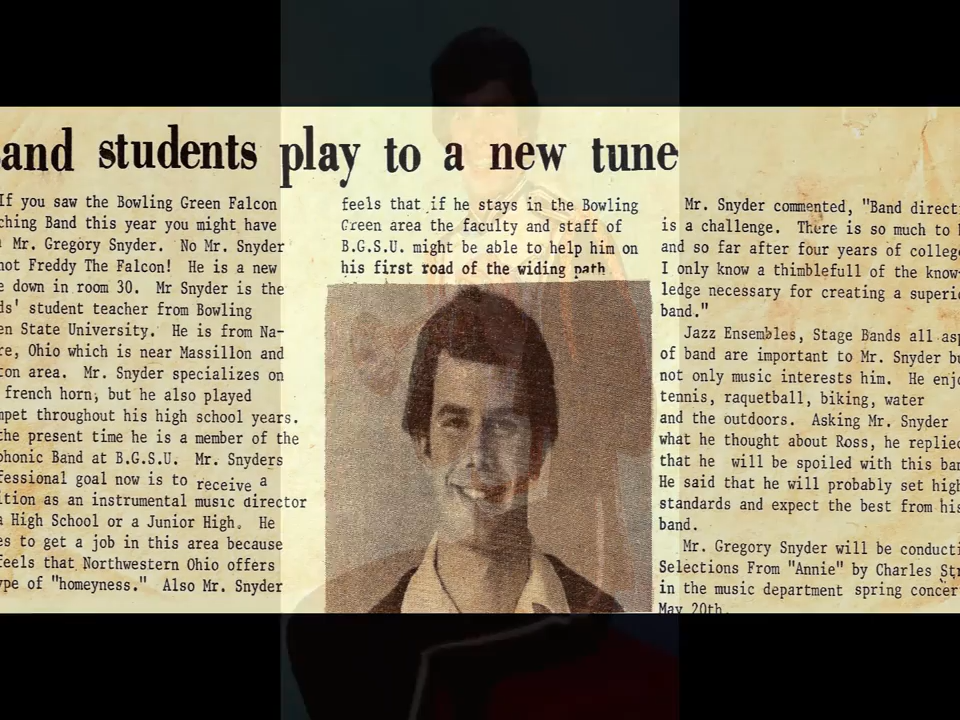 and students play to a new tune
If you saw the Bowling Green Falcon
ching Band this year you might have
Mr. Gregory Snyder. No Mr. Snyder
not Freddy The Falcon! He is a new
e down in room 30. Mr Snyder is the
ds' student teacher from Bowling
en State University. He is from Na-
re, Ohio which is near Massillon and
ton area. Mr. Snyder specializes on
french horn, but he also played
mpet throughout his high school years.
the present time he is a member of the
phonic Band at B.G.S.U. Mr. Snyders
fessional goal now is to receive a
ition as an instrumental music director
a High School or a Junior High. He
es to get a job in this area because
feels that Northwestern Ohio offers
ype of "homeyness." Also Mr. Snyder
feels that if he stays in the Bowling
Green area the faculty and staff of
B.G.S.U. might be able to help him on
his first road of the widing path
Mr. Snyder commented, "Band directi
is a challenge. There is so much to
and so far after four years of colleg
I only know a thimblefull of the know-
ledge necessary for creating a superi
band."
Jazz Ensembles, Stage Bands all asp
of band are important to Mr. Snyder bu
not only music interests him. He enj
tennis, raquetball, biking, water
and the outdoors. Asking Mr. Snyder
what he thought about Ross, he replie
that he will be spoiled with this ban
He said that he will probably set high
standards and expect the best from his
band.
Mr. Gregory Snyder will be conducti
Selections From "Annie" by Charles Str
in the music department spring concer
May 20th.